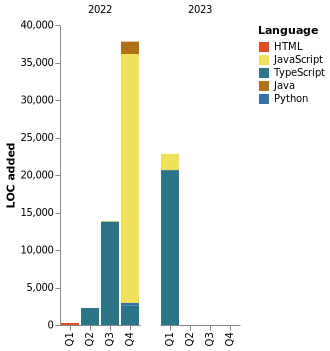 2022
2023
LOC added
40,000
35,000
30,000
25,000
20,000
15,000
10,000
5,000
0
Q1
Q2
Q3
Q4
Q1
Q2
Q3
Q4
Language
HTML
JavaScript
TypeScript
Java
Python